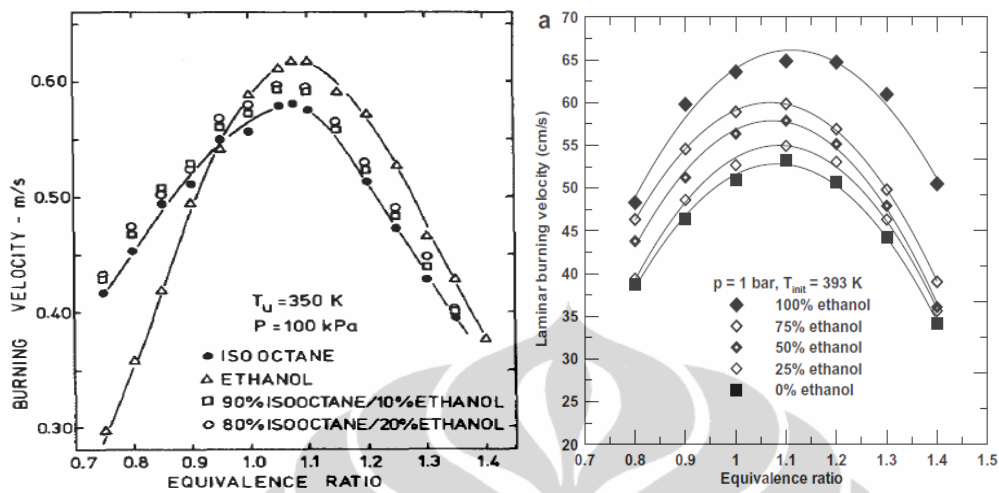 BURNING VELOCITY - m/s
0.60
0.50
0.40
0.30
Tᵤ = 350 K
P = 100 kPa
ISOOCTANE
ETHANOL
90%ISOOCTANE/10%ETHANOL
80%ISOOCTANE/20%ETHANOL
0.7 0.8 0.9 1.0 1.1 1.2 1.3 1.4
EQUIVALENCE RATIO
a
Laminar burning velocity (cm/s)
70
65
60
55
50
45
40
35
30
25
20
p = 1 bar, T_init = 393 K
100% ethanol
75% ethanol
50% ethanol
25% ethanol
0% ethanol
0.7 0.8 0.9 1 1.1 1.2 1.3 1.4 1.5
Equivalence ratio